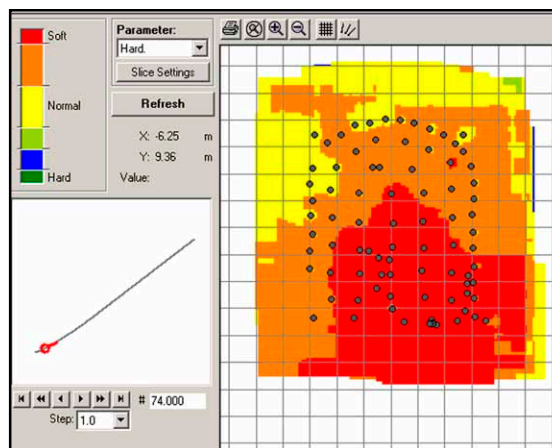 Soft
Normal
Hard
Parameter:
Hard.
Slice Settings
Refresh
X: -6.25 m
Y: 9.36 m
Value:
# 74.000
Step: 1.0